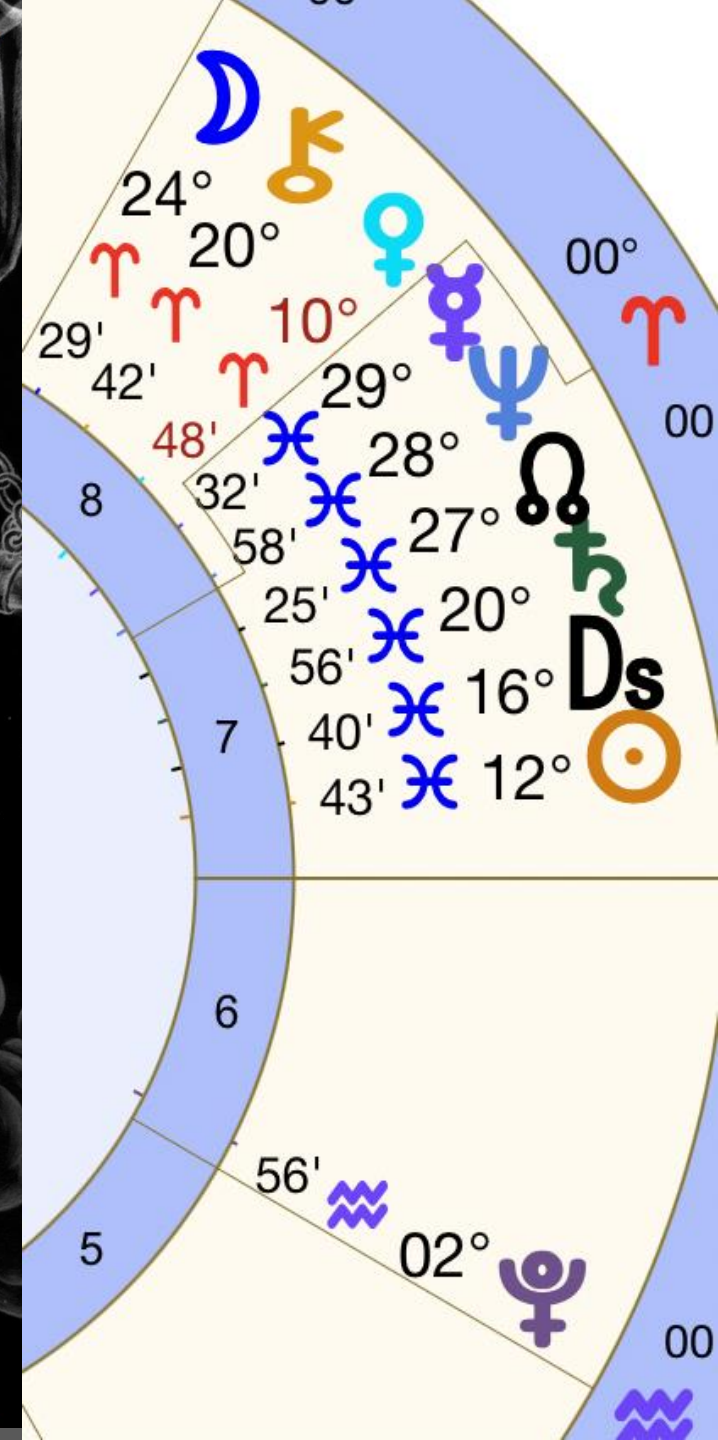 ☽ 24° ♈ 29'
⚷ 20° ♈ 42'
♀ 10° ♈ 48'
☿ 29° ♓ 32'
♆ 28° ♓ 58'
☊ 27° ♓ 25'
♄ 20° ♓ 56'
Ds 16° ♓ 40'
☉ 12° ♓ 43'
00° ♈ 00
8
7
6
5
56' ♒ 02° ♇
00
♒